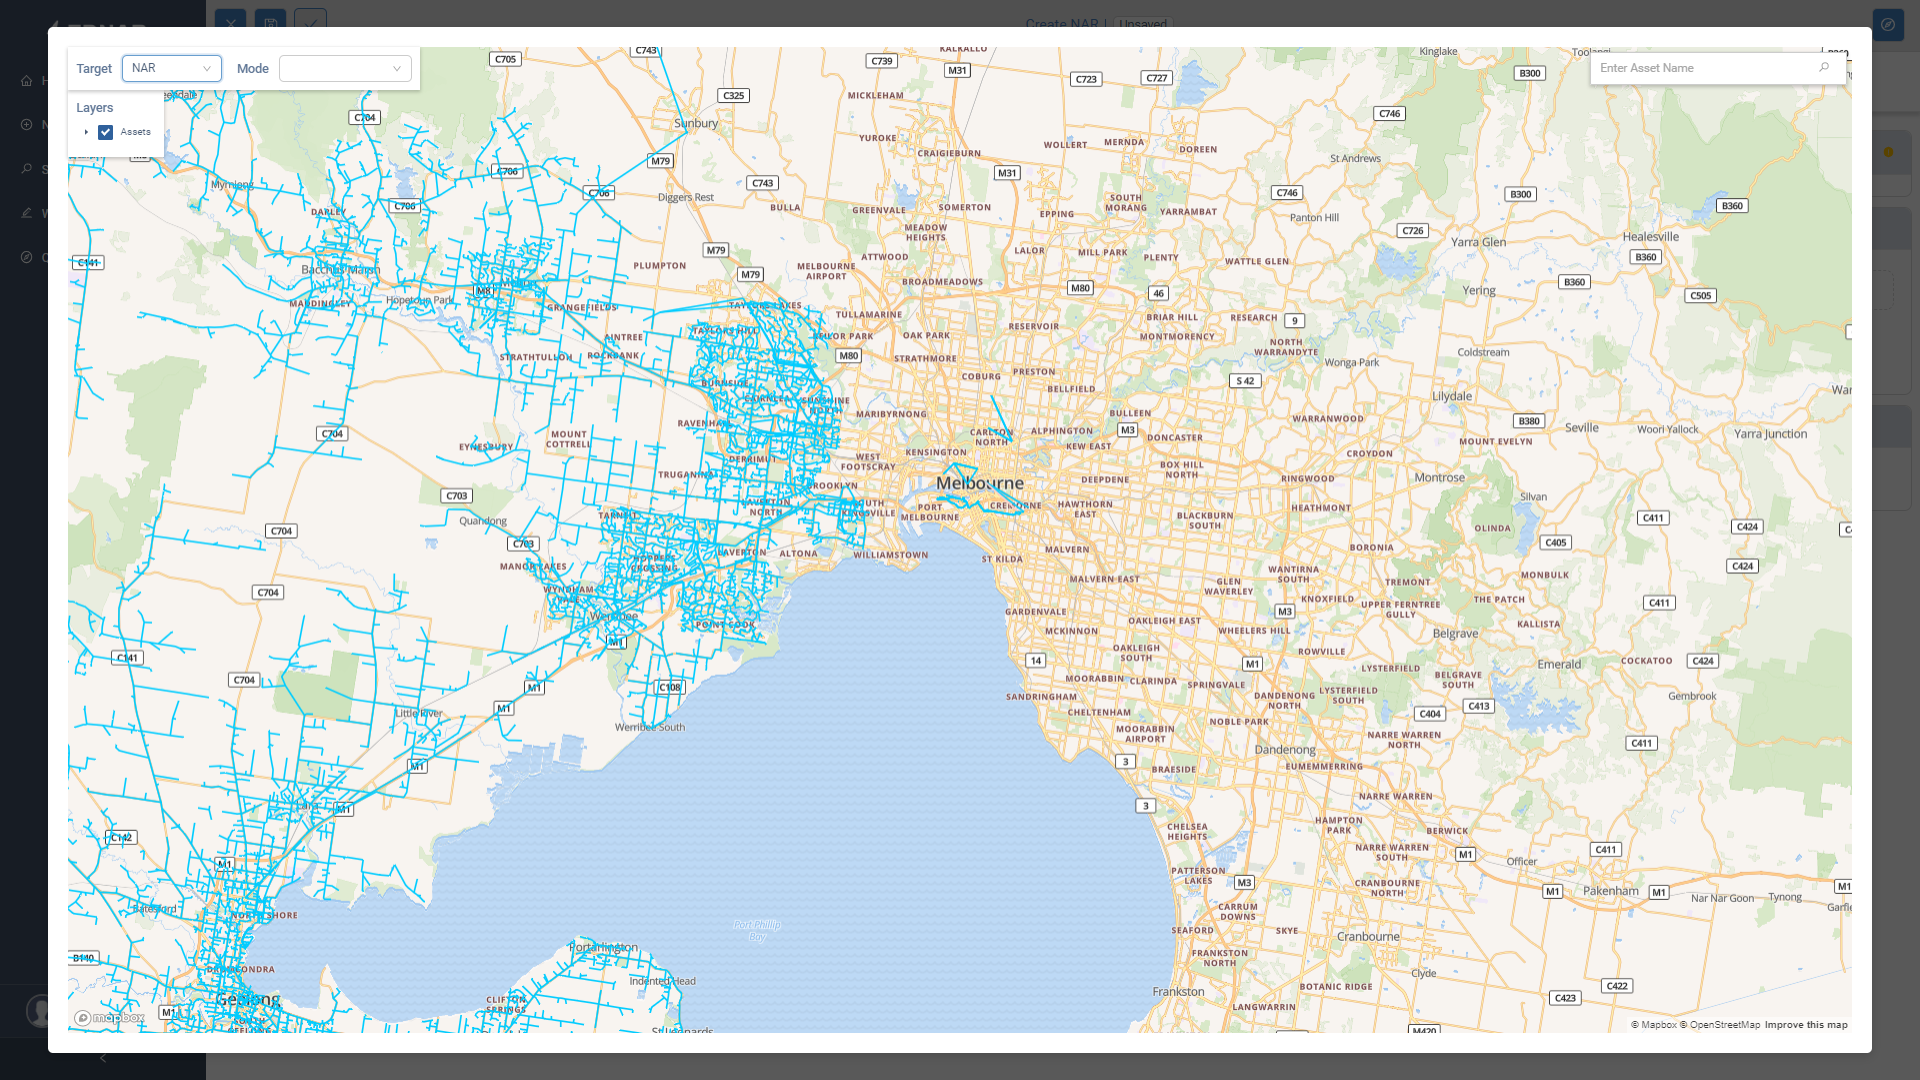 Create NAR |
Unsaved
Target
NAR
Mode
Layers
Assets
Enter Asset Name
C743
KALKALLO
Kinglake
C705
C739
M31
C723
C727
B300
C325
MICKLEHAM
C704
Sunbury
C746
YUROKE
WOLLERT
MERNDA
DOREEN
CRAIGIEBURN
St Andrews
M79
C706
M31
Myrniong
C743
C706
C746
B300
Diggers Rest
C706
BULLA
GREENVALE
SOMERTON
EPPING
SOUTH
MORANG
YARRAMBAT
B360
DARLEY
Panton Hill
MEADOW
HEIGHTS
C726
Yarra Glen
Healesville
M79
ATTWOOD
LALOR
MILL PARK
PLENTY
WATTLE GLEN
B360
C141
PLUMPTON
MELBOURNE
AIRPORT
M79
Bacchus Marsh
BROADMEADOWS
M80
46
Yering
B360
C505
M8
MADDINGLEY
Hopetoun Park
GRANGEFIELDS
TAYLORS LAKES
TULLAMARINE
BRIAR HILL
RESEARCH
9
TAYLORS HILL
KEILOR PARK
OAK PARK
RESERVOIR
MONTMORENCY
AINTREE
STRATHTULLOH
ROCKBANK
M80
STRATHMORE
NORTH
WARRANDYTE
Wonga Park
Coldstream
COBURG
PRESTON
S 42
BURNSIDE
BELLFIELD
Lilydale
CAIRNLEA
SUNSHINE
NORTH
MARIBYRNONG
BULLEEN
WARRANWOOD
B380
Seville
Woori Yallock
Yarra Junction
C704
MOUNT
COTTRELL
CARLTON
NORTH
ALPHINGTON
M3
DONCASTER
MOUNT EVELYN
EYNESBURY
KENSINGTON
KEW EAST
CROYDON
WEST
FOOTSCRAY
DERRIMUT
BOX HILL
NORTH
TRUGANINA
Melbourne
DEEPDENE
RINGWOOD
Montrose
BROOKLYN
C703
LAVERTON
NORTH
SOUTH
KINGSVILLE
PORT
MELBOURNE
CREMORNE
HAWTHORN
EAST
HEATHMONT
Silvan
TARNEIT
Quandong
BLACKBURN
SOUTH
C411
C424
C704
OLINDA
C703
C405
LAVERTON
ALTONA
WILLIAMSTOWN
ST KILDA
MALVERN
BORONIA
HOPPERS
CROSSING
MANOR LAKES
WANTIRNA
SOUTH
C424
MALVERN EAST
GLEN
WAVERLEY
TREMONT
MONBULK
C704
WYNDHAM
VALE
KNOXFIELD
UPPER FERNTREE
GULLY
THE PATCH
C411
GARDENVALE
M3
Werribee
OAKLEIGH EAST
POINT COOK
MCKINNON
WHEELERS HILL
KALLISTA
M1
Belgrave
C141
OAKLEIGH
SOUTH
ROWVILLE
14
M1
Emerald
COCKATOO
C424
C704
LYSTERFIELD
BELGRAVE
SOUTH
MOORABBIN
CLARINDA
SPRINGVALE
M1
C108
SANDRINGHAM
DANDENONG
NORTH
LYSTERFIELD
SOUTH
Gembrook
M1
C413
Little River
CHELTENHAM
C404
NOBLE PARK
Werribee South
MOORABBIN
AIRPORT
NARRE WARREN
NORTH
C411
Dandenong
3
M1
BRAESIDE
EUMEMMERRING
NARRE WARREN
3
M1
HAMPTON
PARK
BERWICK
C142
CHELSEA
HEIGHTS
NARRE WARREN
SOUTH
M1
C411
M1
Officer
PATTERSON
LAKES
M3
CRANBOURNE
NORTH
Pakenham
M1
M1
M1
Nar Nar Goon
Tynong
Batesford
NORTH SHORE
CARRUM
DOWNS
Port Phillip
Bay
SEAFORD
SKYE
Cranbourne
Portarlington
FRANKSTON
NORTH
B140
DRUMCONDRA
Clyde
Indented Head
Geelong
CLIFTON
SPRINGS
Frankston
BOTANIC RIDGE
C422
C423
M1
LANGWARRIN
St Leonards
M420
mapbox
© Mapbox © OpenStreetMap Improve this map